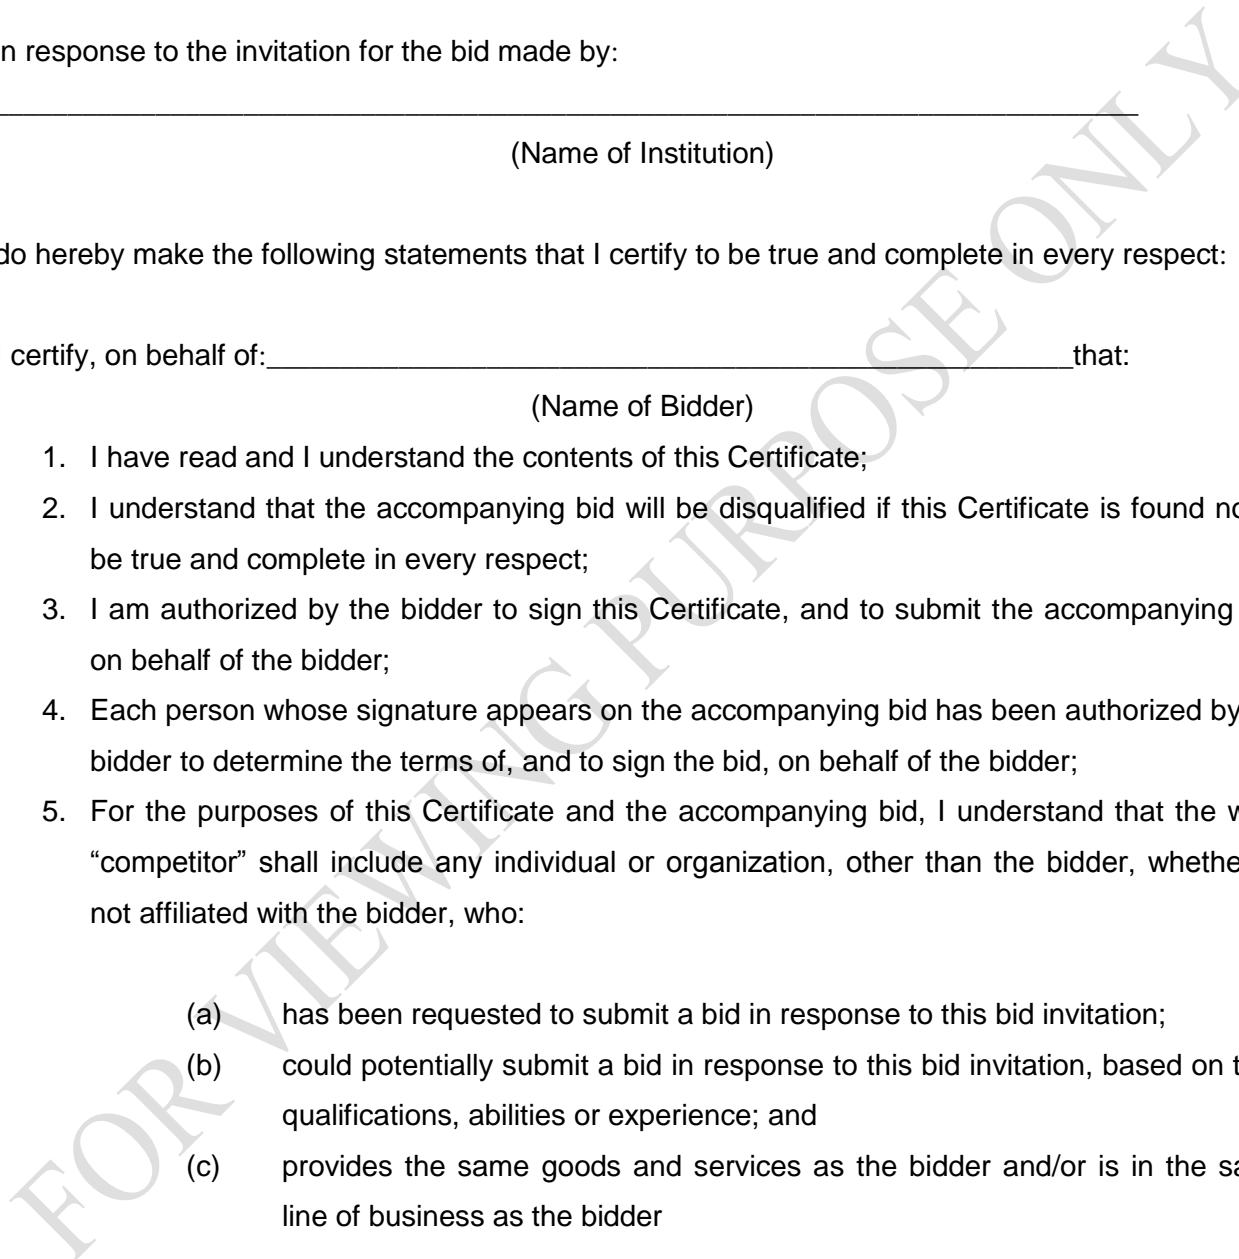 n response to the invitation for the bid made by:
(Name of Institution)
do hereby make the following statements that I certify to be true and complete in every respect:
certify, on behalf of:______________________________________________________that:
(Name of Bidder)
1. I have read and I understand the contents of this Certificate;
2. I understand that the accompanying bid will be disqualified if this Certificate is found
be true and complete in every respect;
3. I am authorized by the bidder to sign this Certificate, and to submit the accompanying
on behalf of the bidder;
4. Each person whose signature appears on the accompanying bid has been authorized by
bidder to determine the terms of, and to sign the bid, on behalf of the bidder;
5. For the purposes of this Certificate and the accompanying bid, I understand that the
“competitor” shall include any individual or organization, other than the bidder,
not affiliated with the bidder, who:
(a) has been requested to submit a bid in response to this bid invitation;
(b) could potentially submit a bid in response to this bid invitation, based on
qualifications, abilities or experience; and
(c) provides the same goods and services as the bidder and/or is in the
line of business as the bidder
FOR VIEWING PURPOSE ONLY